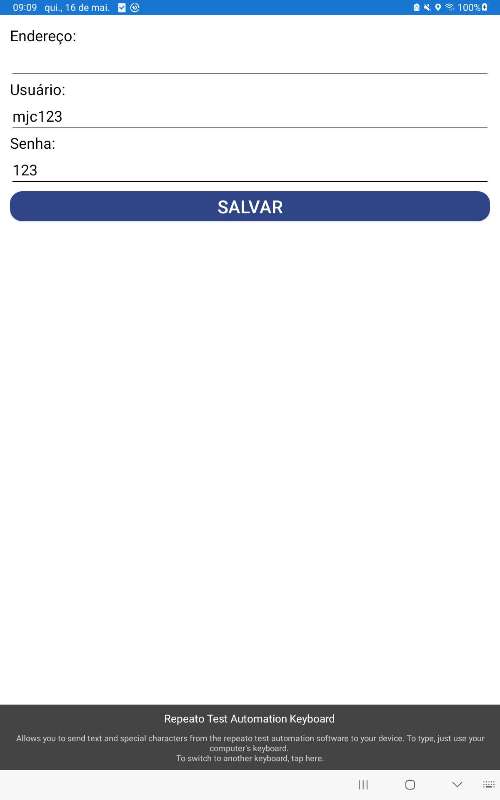 09:09 qui., 16 de mai. 100%
Endereço:
Usuário:
mjc123
Senha:
123
SALVAR
Repeato Test Automation Keyboard
Allows you to send text and special characters from the repeato test automation software to your device. To type, just use your
computer's keyboard.
To switch to another keyboard, tap here.